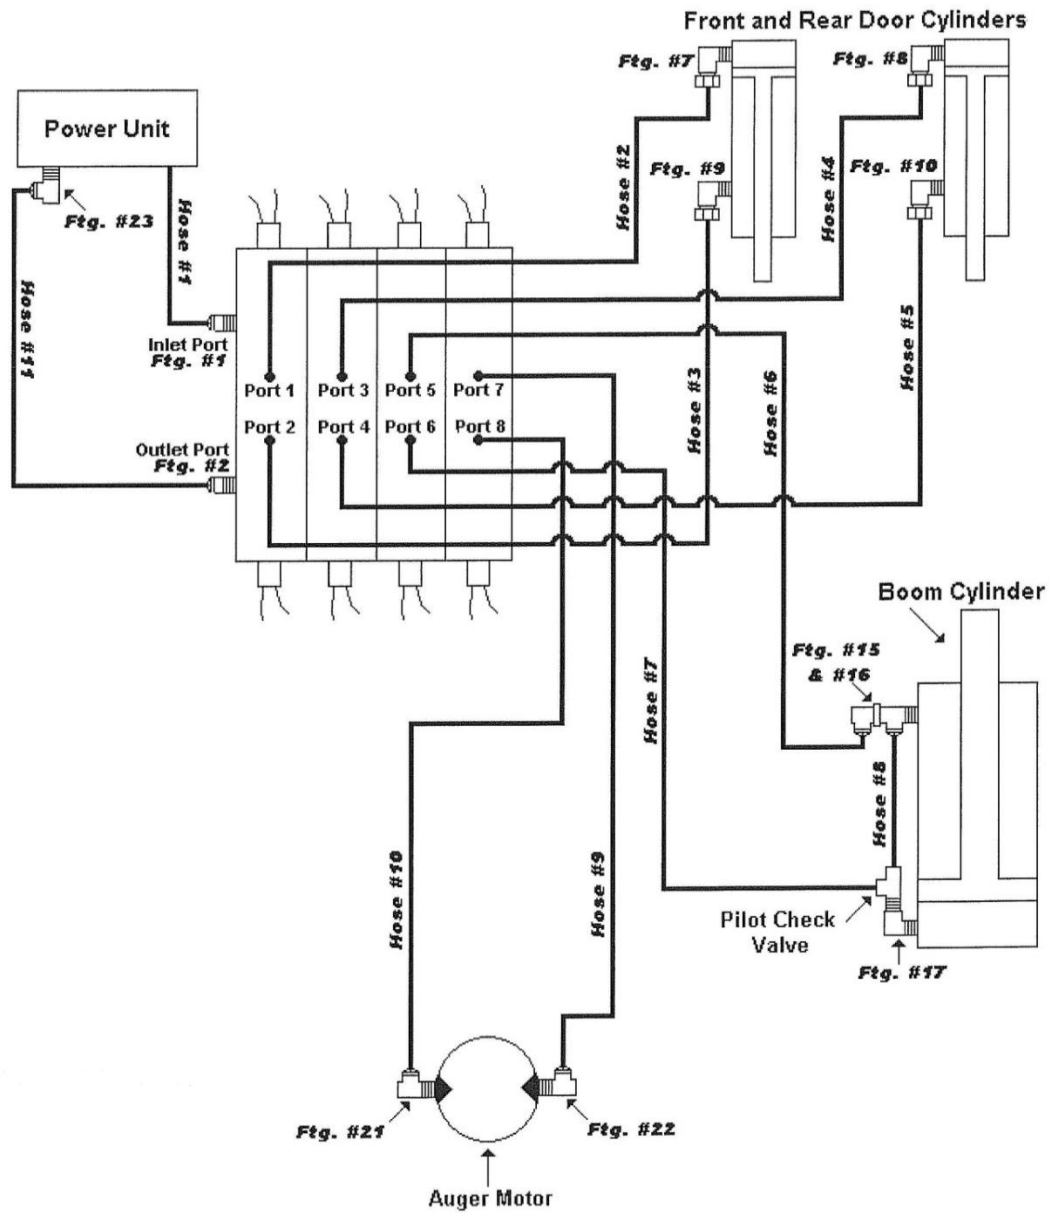 Front and Rear Door Cylinders
Ftg. #7
Ftg. #8
Power Unit
Ftg. #23
Hose #1
Hose #11
Hose #2
Ftg. #9
Hose #4
Ftg. #10
Inlet Port
Ftg. #1
Port 1
Port 3
Port 5
Port 7
Port 2
Port 4
Port 6
Port 8
Outlet Port
Ftg. #2
Hose #3
Hose #6
Hose #5
Boom Cylinder
Ftg. #15
& #16
Hose #7
Hose #8
Hose #10
Hose #9
Pilot Check
Valve
Ftg. #17
Ftg. #21
Ftg. #22
Auger Motor